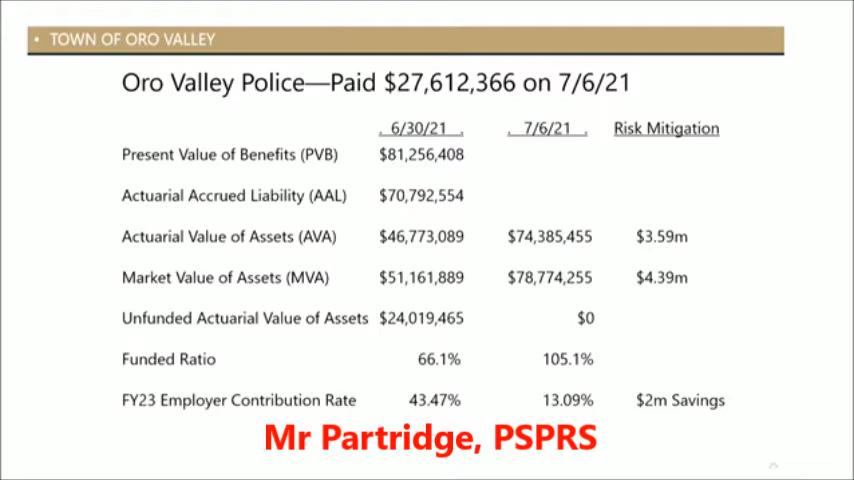 • TOWN OF ORO VALLEY
Oro Valley Police—Paid $27,612,366 on 7/6/21
. 6/30/21 . . 7/6/21 . Risk Mitigation
Present Value of Benefits (PVB) $81,256,408
Actuarial Accrued Liability (AAL) $70,792,554
Actuarial Value of Assets (AVA) $46,773,089 $74,385,455 $3.59m
Market Value of Assets (MVA) $51,161,889 $78,774,255 $4.39m
Unfunded Actuarial Value of Assets $24,019,465 $0
Funded Ratio 66.1% 105.1%
FY23 Employer Contribution Rate 43.47% 13.09% $2m Savings
Mr Partridge, PSPRS